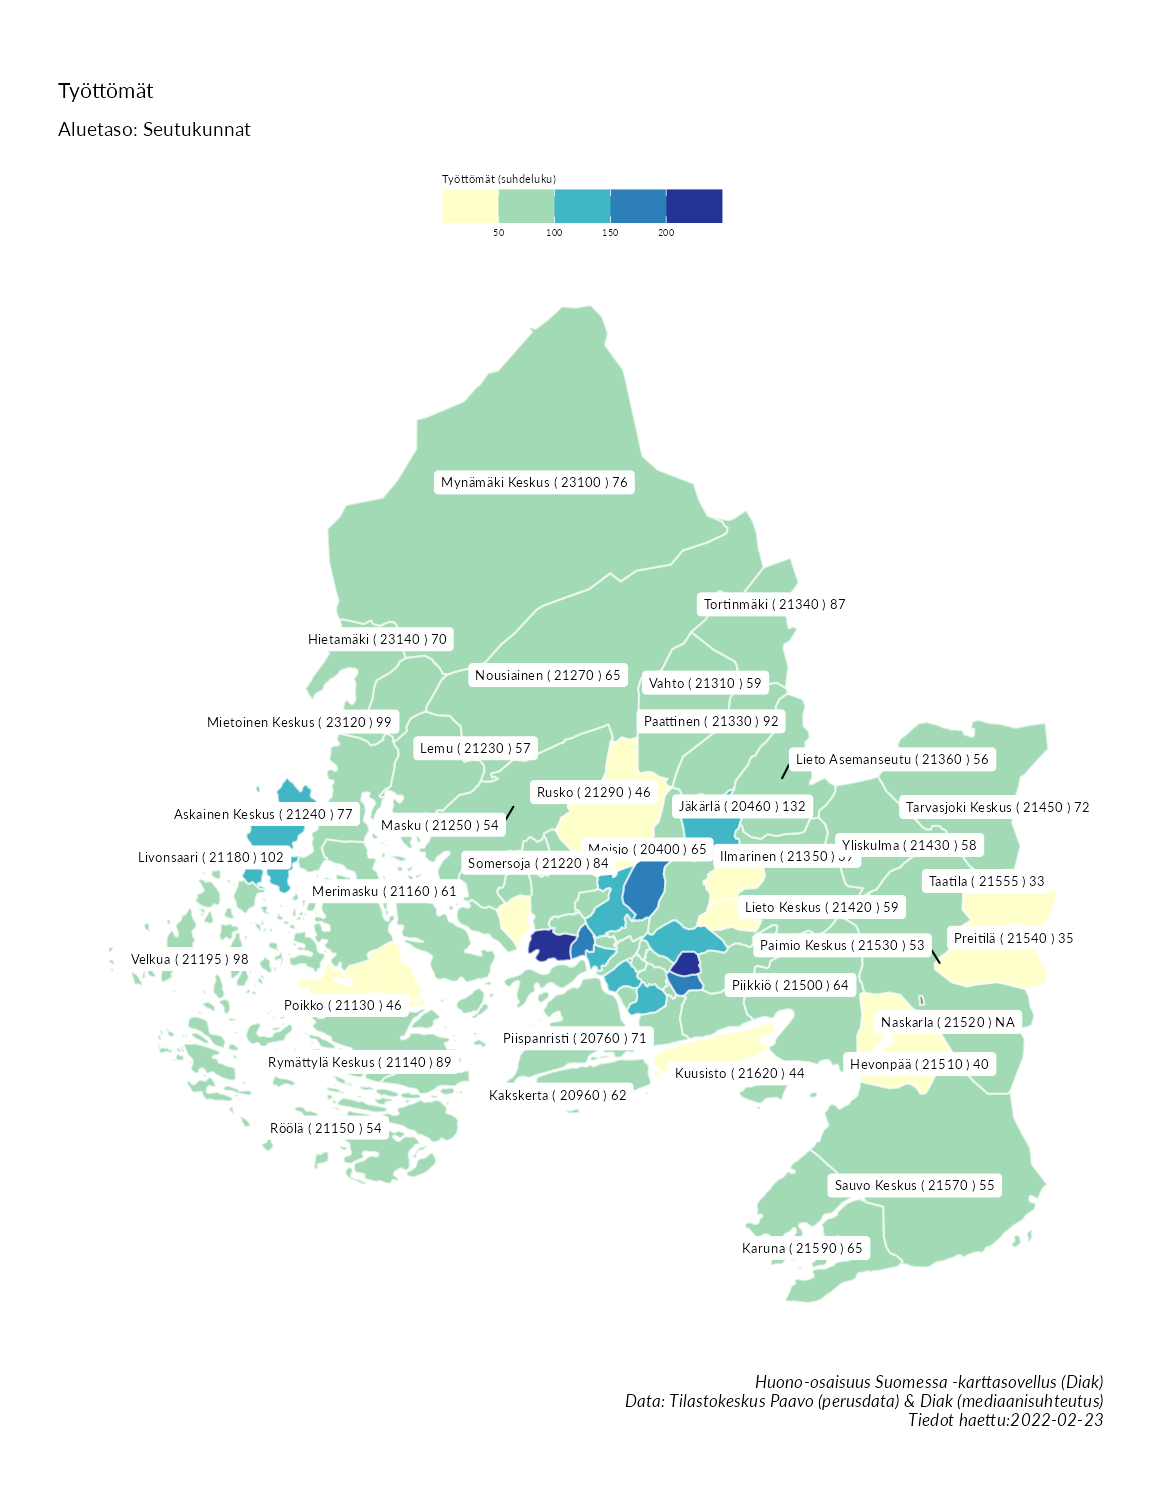 Työttömät
Aluetaso: Seutukunnat
Työttömät (suhdeluku)
50 100 150 200
Mynämäki Keskus ( 23100 ) 76
Tortinmäki ( 21340 ) 87
Hietamäki ( 23140 ) 70
Nousiainen ( 21270 ) 65
Vahto ( 21310 ) 59
Mietoinen Keskus ( 23120 ) 99
Paattinen ( 21330 ) 92
Lemu ( 21230 ) 57
Lieto Asemanseutu ( 21360 ) 56
Rusko ( 21290 ) 46
Jäkärlä ( 20460 ) 132
Tarvasjoki Keskus ( 21450 ) 72
Askainen Keskus ( 21240 ) 77
Masku ( 21250 ) 54
Moisio ( 20400 ) 65
Yliskulma ( 21430 ) 58
Livonsaari ( 21180 ) 102
Somersoja ( 21220 ) 84
Ilmarinen ( 21350 )
Taatila ( 21555 ) 33
Merimasku ( 21160 ) 61
Lieto Keskus ( 21420 ) 59
Preitilä ( 21540 ) 35
Paimio Keskus ( 21530 ) 53
Velkua ( 21195 ) 98
Piikkiö ( 21500 ) 64
Poikko ( 21130 ) 46
Naskarla ( 21520 ) NA
Piispanristi ( 20760 ) 71
Rymättylä Keskus ( 21140 ) 89
Hevonpää ( 21510 ) 40
Kuusisto ( 21620 ) 44
Kakskerta ( 20960 ) 62
Röölä ( 21150 ) 54
Sauvo Keskus ( 21570 ) 55
Karuna ( 21590 ) 65
Huono-osaisuus Suomessa -karttasovellus (Diak)
Data: Tilastokeskus Paavo (perusdata) & Diak (mediaanisuhteutus)
Tiedot haettu:2022-02-23